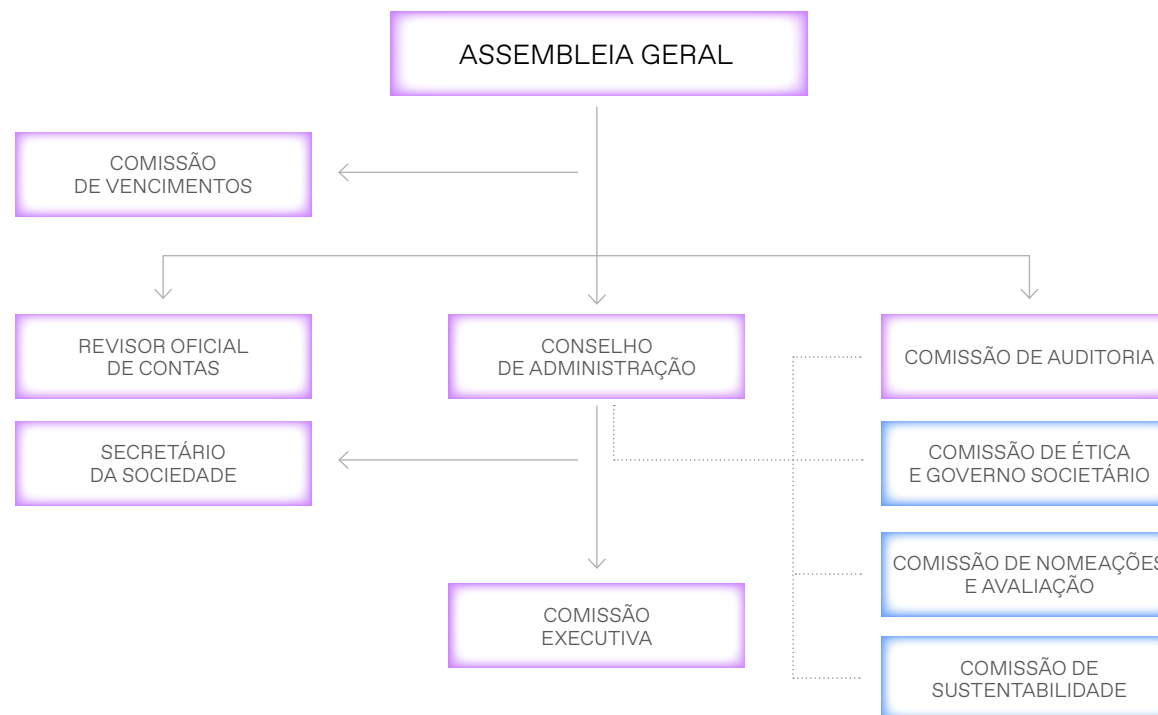 ASSEMBLEIA GERAL
COMISSÃO
DE VENCIMENTOS
REVISOR OFICIAL
DE CONTAS
CONSELHO
DE ADMINISTRAÇÃO
COMISSÃO DE AUDITORIA
SECRETÁRIO
DA SOCIEDADE
COMISSÃO DE ÉTICA
E GOVERNO SOCIETÁRIO
COMISSÃO DE NOMEAÇÕES
E AVALIAÇÃO
COMISSÃO
EXECUTIVA
COMISSÃO DE
SUSTENTABILIDADE